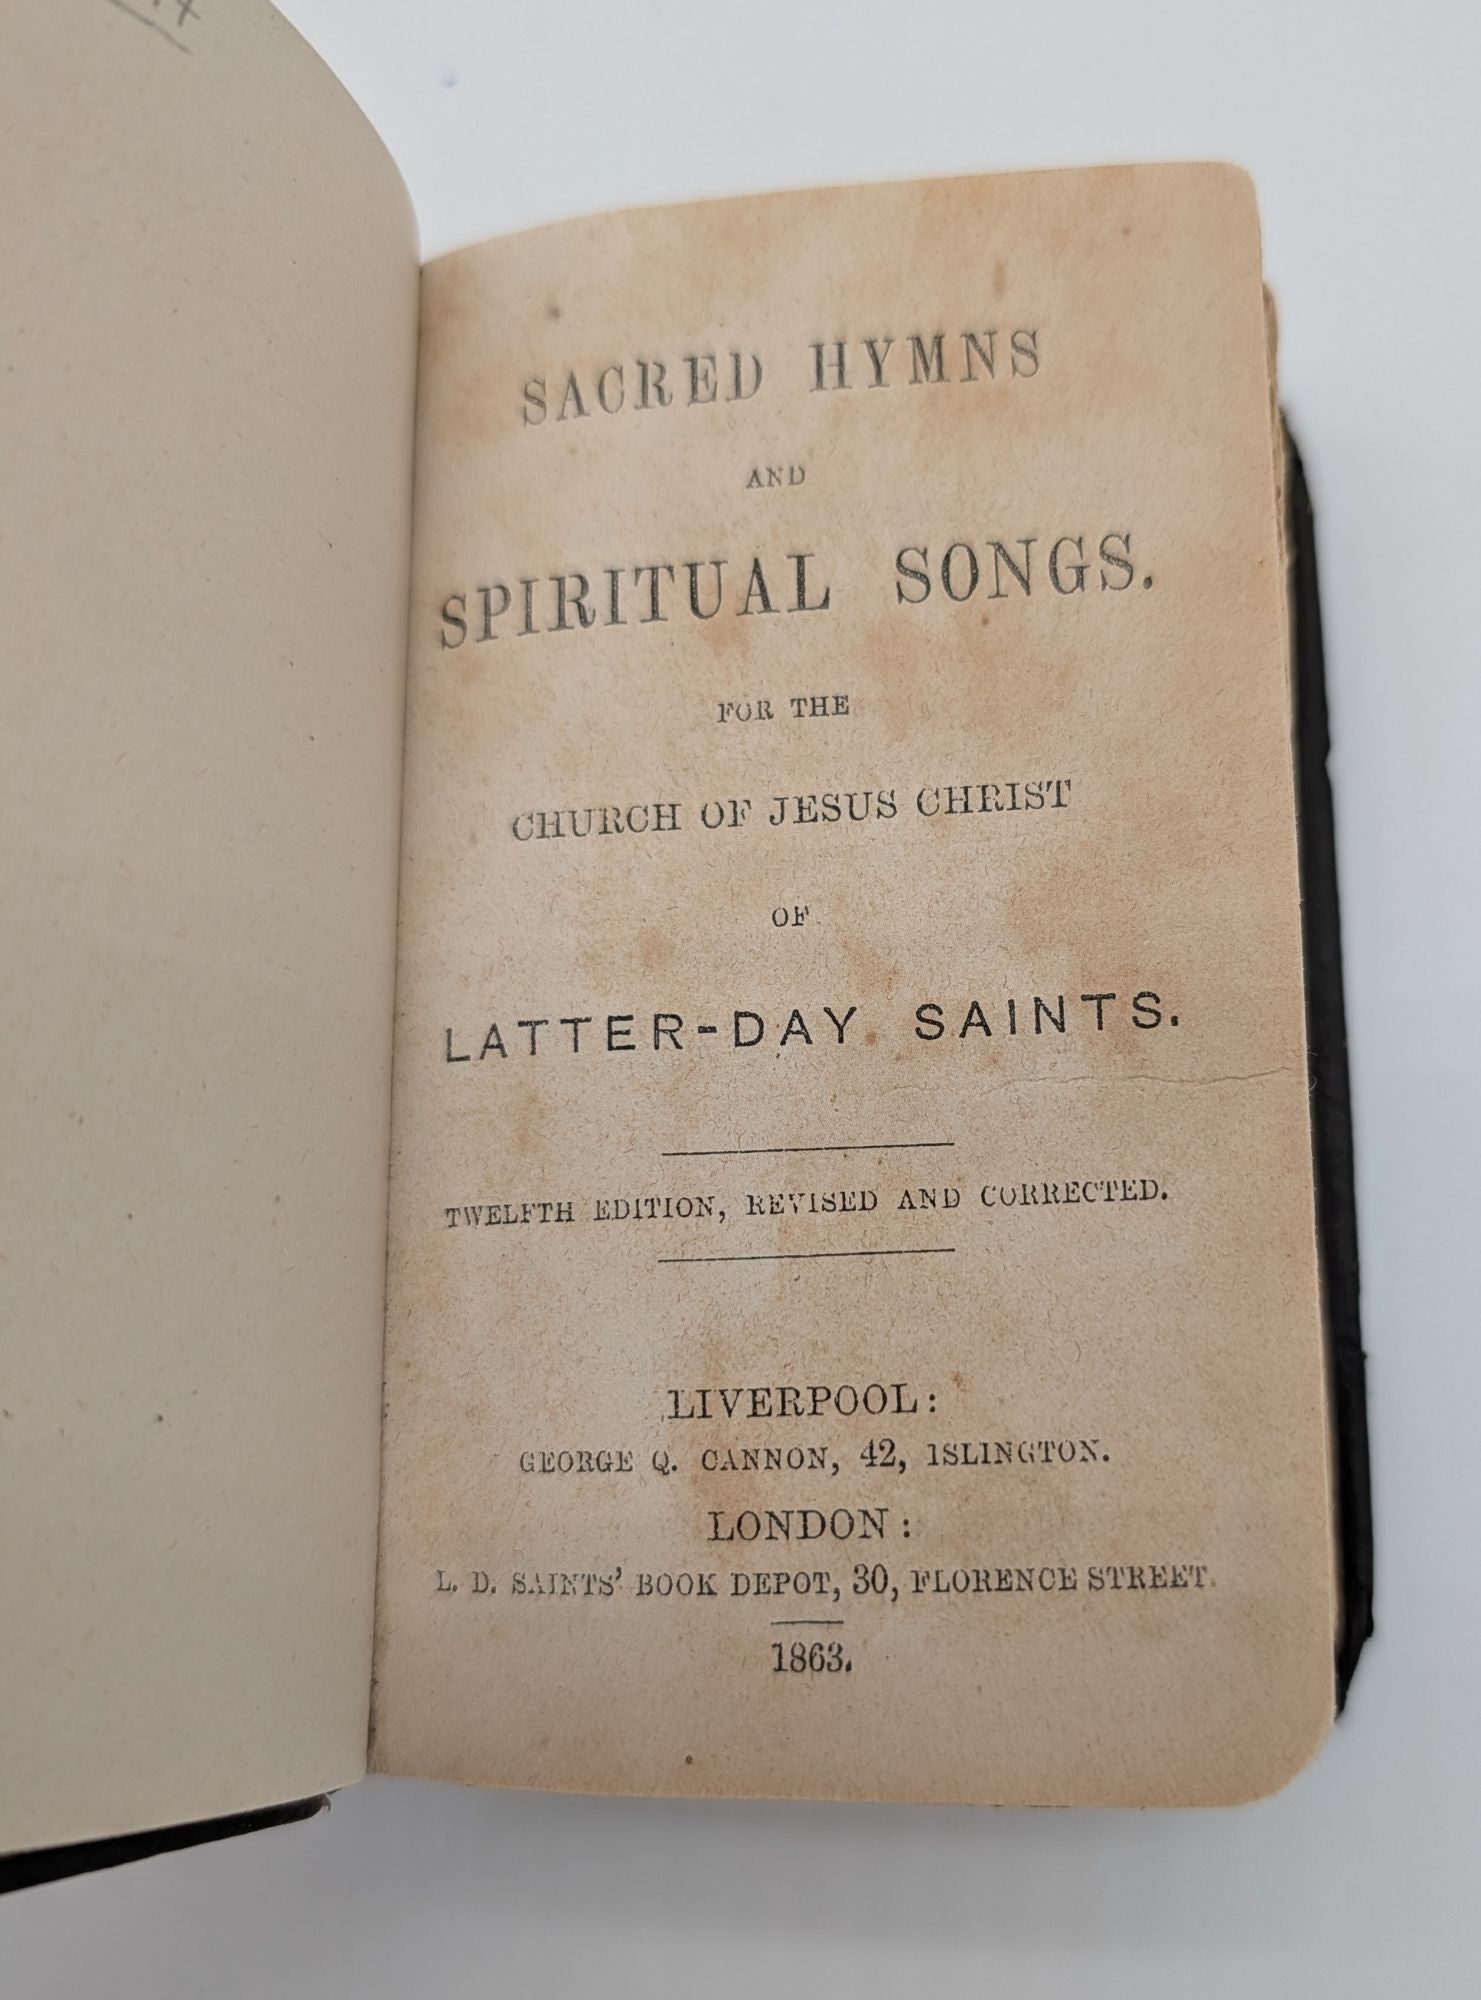 SACRED HYMNS
AND
SPIRITUAL SONGS.
FOR THE
CHURCH OF JESUS CHRIST
OF
LATTER-DAY SAINTS.
TWELFTH EDITION, REVISED AND CORRECTED.
LIVERPOOL:
GEORGE Q. CANNON, 42, ISLINGTON.
LONDON:
L. D. SAINTS' BOOK DEPOT, 30, FLORENCE STREET.
1863.